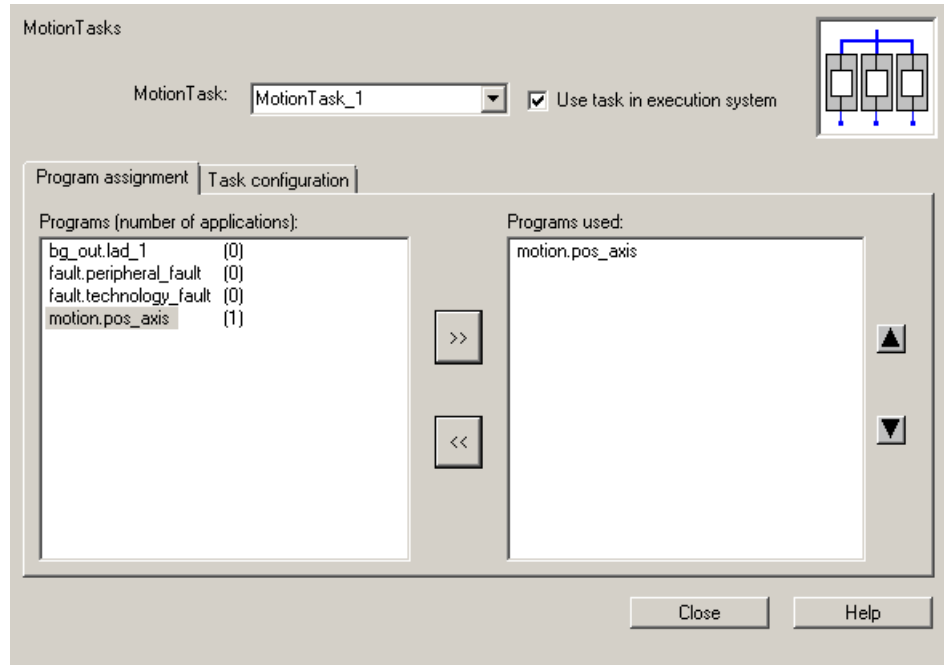 MotionTasks
MotionTask: MotionTask_1 Use task in execution system
Program assignment Task configuration
Programs (number of applications): Programs used:
bg_out.lad_1 (0) motion.pos_axis
fault.peripheral_fault (0)
fault.technology_fault (0)
motion.pos_axis (1)
>>
<<
Close Help